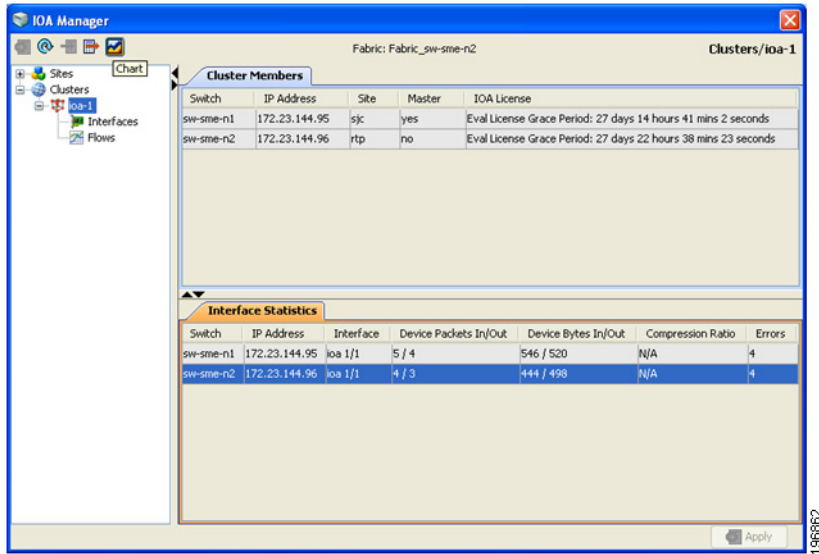 IOA Manager
Fabric: Fabric_sw-sme-n2 Clusters/ioa-1
Chart
Sites
Clusters
ioa-1
Interfaces
Flows
Cluster Members
Switch IP Address Site Master IOA License
sw-sme-n1 172.23.144.95 sjc yes Eval License Grace Period: 27 days 14 hours 41 mins 2 seconds
sw-sme-n2 172.23.144.96 rtp no Eval License Grace Period: 27 days 22 hours 38 mins 23 seconds
Interface Statistics
Switch IP Address Interface Device Packets In/Out Device Bytes In/Out Compression Ratio Errors
sw-sme-n1 172.23.144.95 ioa 1/1 5 / 4 546 / 520 N/A 4
sw-sme-n2 172.23.144.96 ioa 1/1 4 / 3 444 / 498 N/A 4
Apply
196862